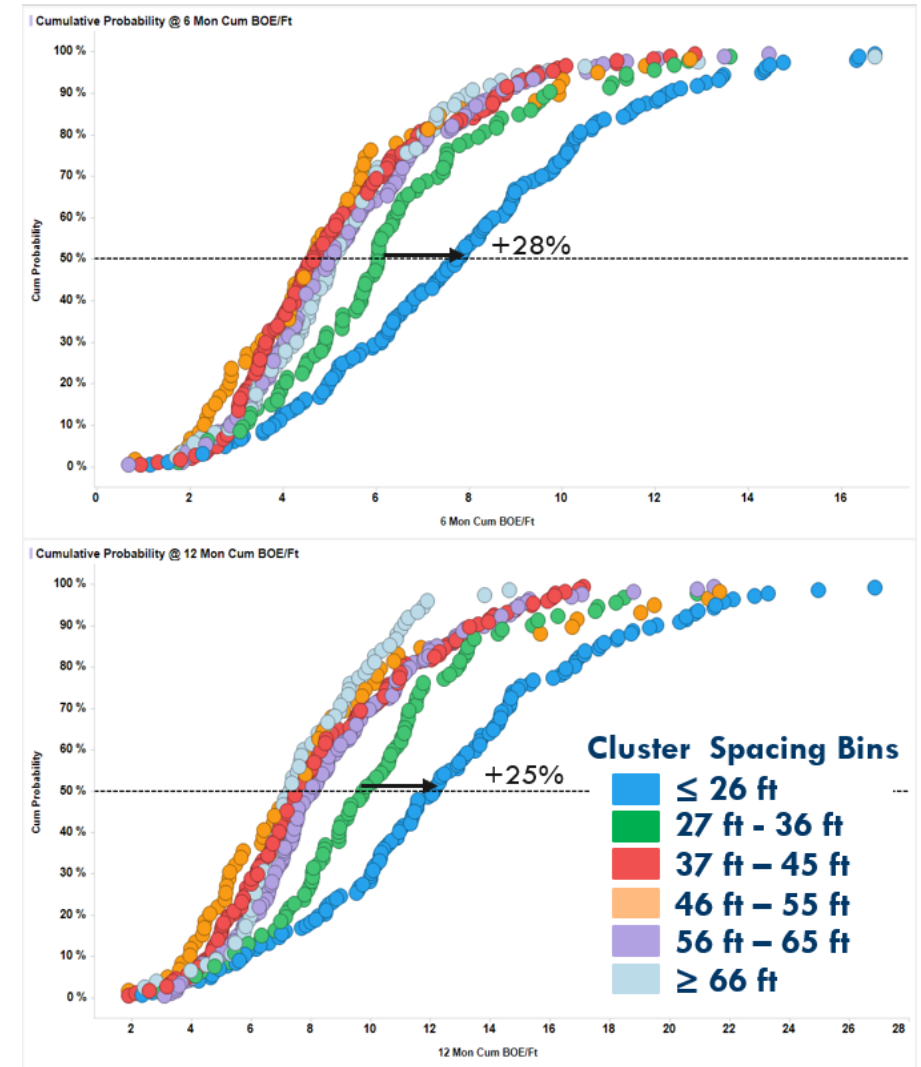 Cumulative Probability @ 6 Mon Cum BOE/Ft
100 %
90 %
80 %
70 %
60 %
50 %
40 %
30 %
20 %
10 %
0 %
Cum Probability
+28%
0 2 4 6 8 10 12 14 16
6 Mon Cum BOE/Ft
Cumulative Probability @ 12 Mon Cum BOE/Ft
100 %
90 %
80 %
70 %
60 %
50 %
40 %
30 %
20 %
10 %
0 %
Cum Probability
+25%
Cluster Spacing Bins
≤ 26 ft
27 ft - 36 ft
37 ft – 45 ft
46 ft – 55 ft
56 ft – 65 ft
≥ 66 ft
2 4 6 8 10 12 14 16 18 20 22 24 26 28
12 Mon Cum BOE/Ft